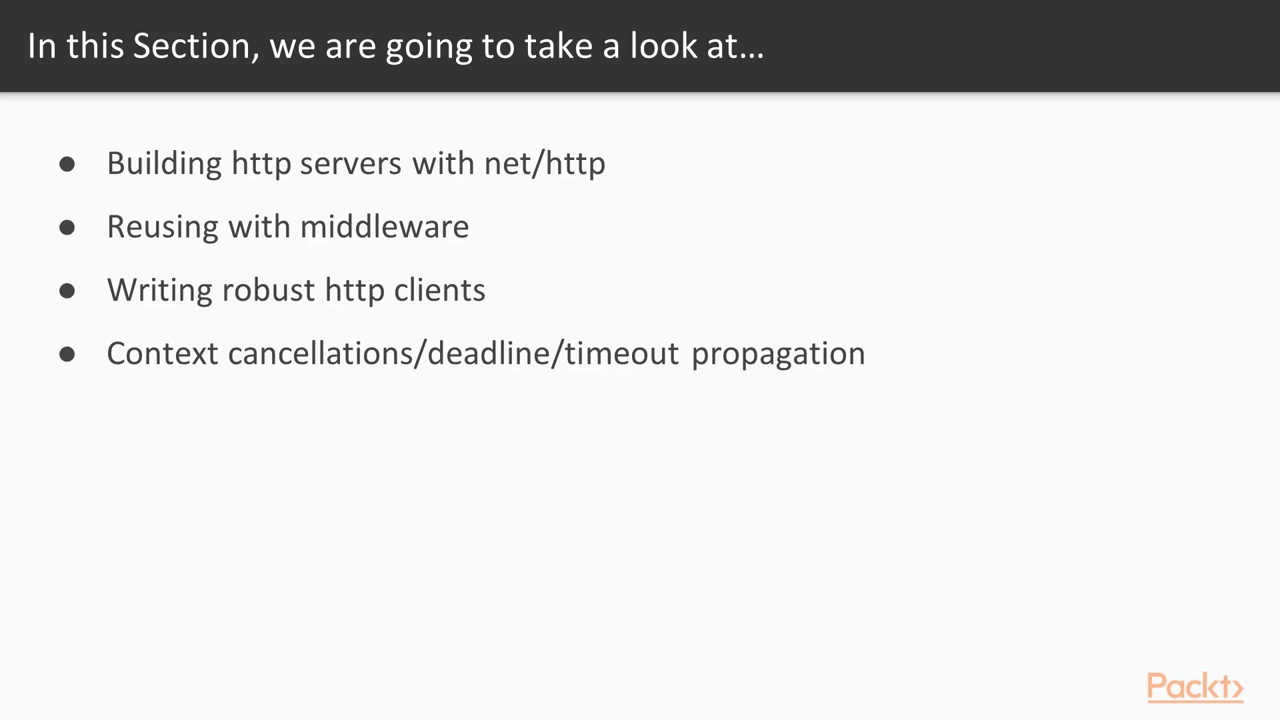 In this Section, we are going to take a look at...
● Building http servers with net/http
● Reusing with middleware
● Writing robust http clients
● Context cancellations/deadline/timeout propagation
Packt>